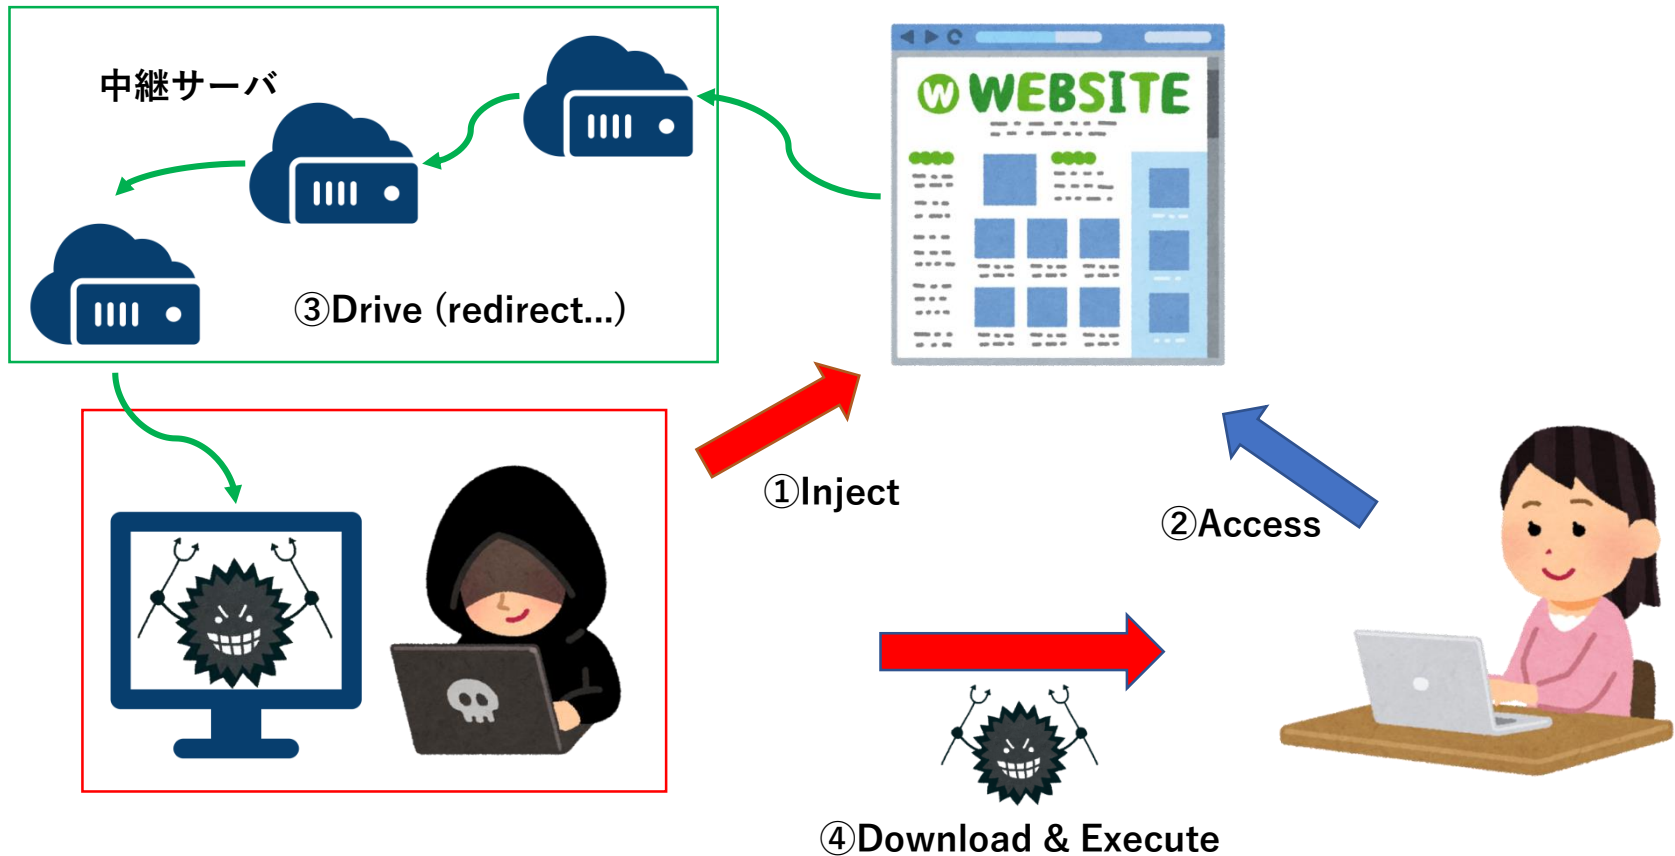 中継サーバ
W WEBSITE
③Drive (redirect...)
①Inject
②Access
④Download & Execute